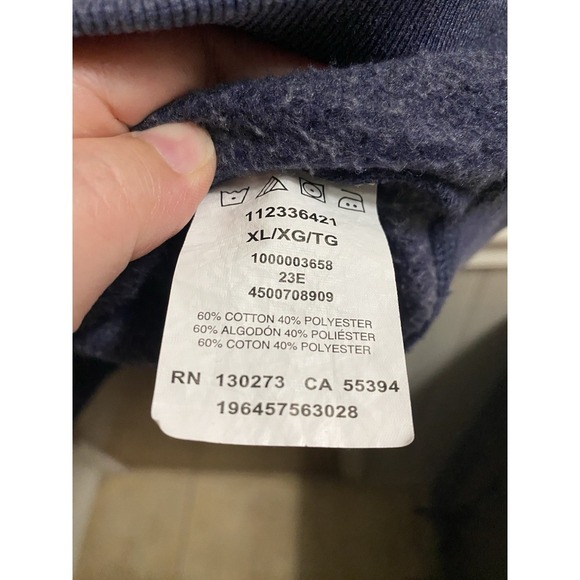 112336421
XL/XG/TG
1000003658
23E
4500708909
60% COTTON 40% POLYESTER
60% ALGODÓN 40% POLIÉSTER
60% COTON 40% POLYESTER
RN 130273 CA 55394
196457563028